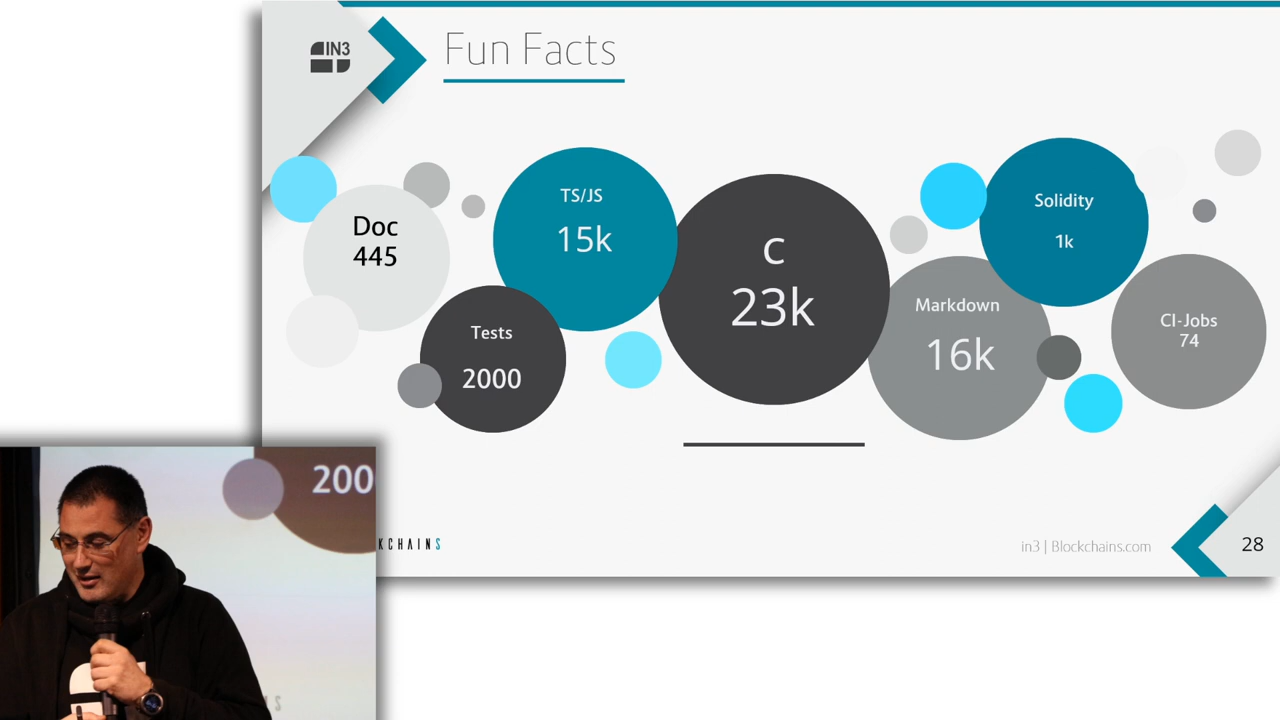 IN3
Fun Facts
Doc
445
TS/JS
15k
Tests
2000
C
23k
Markdown
16k
Solidity
1k
CI-Jobs
74
200
KCHAINS
in3 | Blockchains.com
28